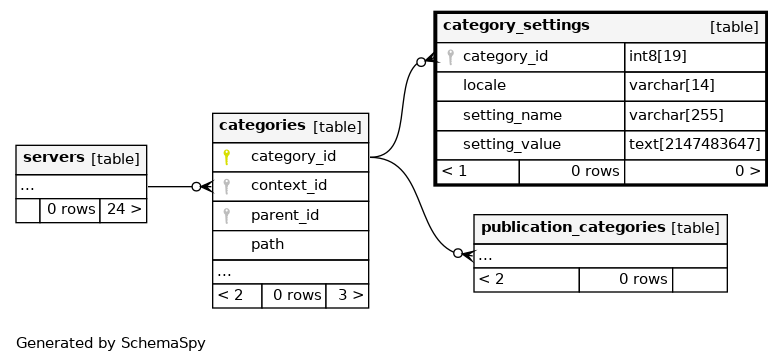 category_settings [table]
category_id int8[19]
locale varchar[14]
setting_name varchar[255]
setting_value text[2147483647]
< 1 0 rows 0 >
categories [table]
category_id
context_id
parent_id
path
...
< 2 0 rows 3 >
servers [table]
...
0 rows 24 >
publication_categories [table]
...
< 2 0 rows
Generated by SchemaSpy